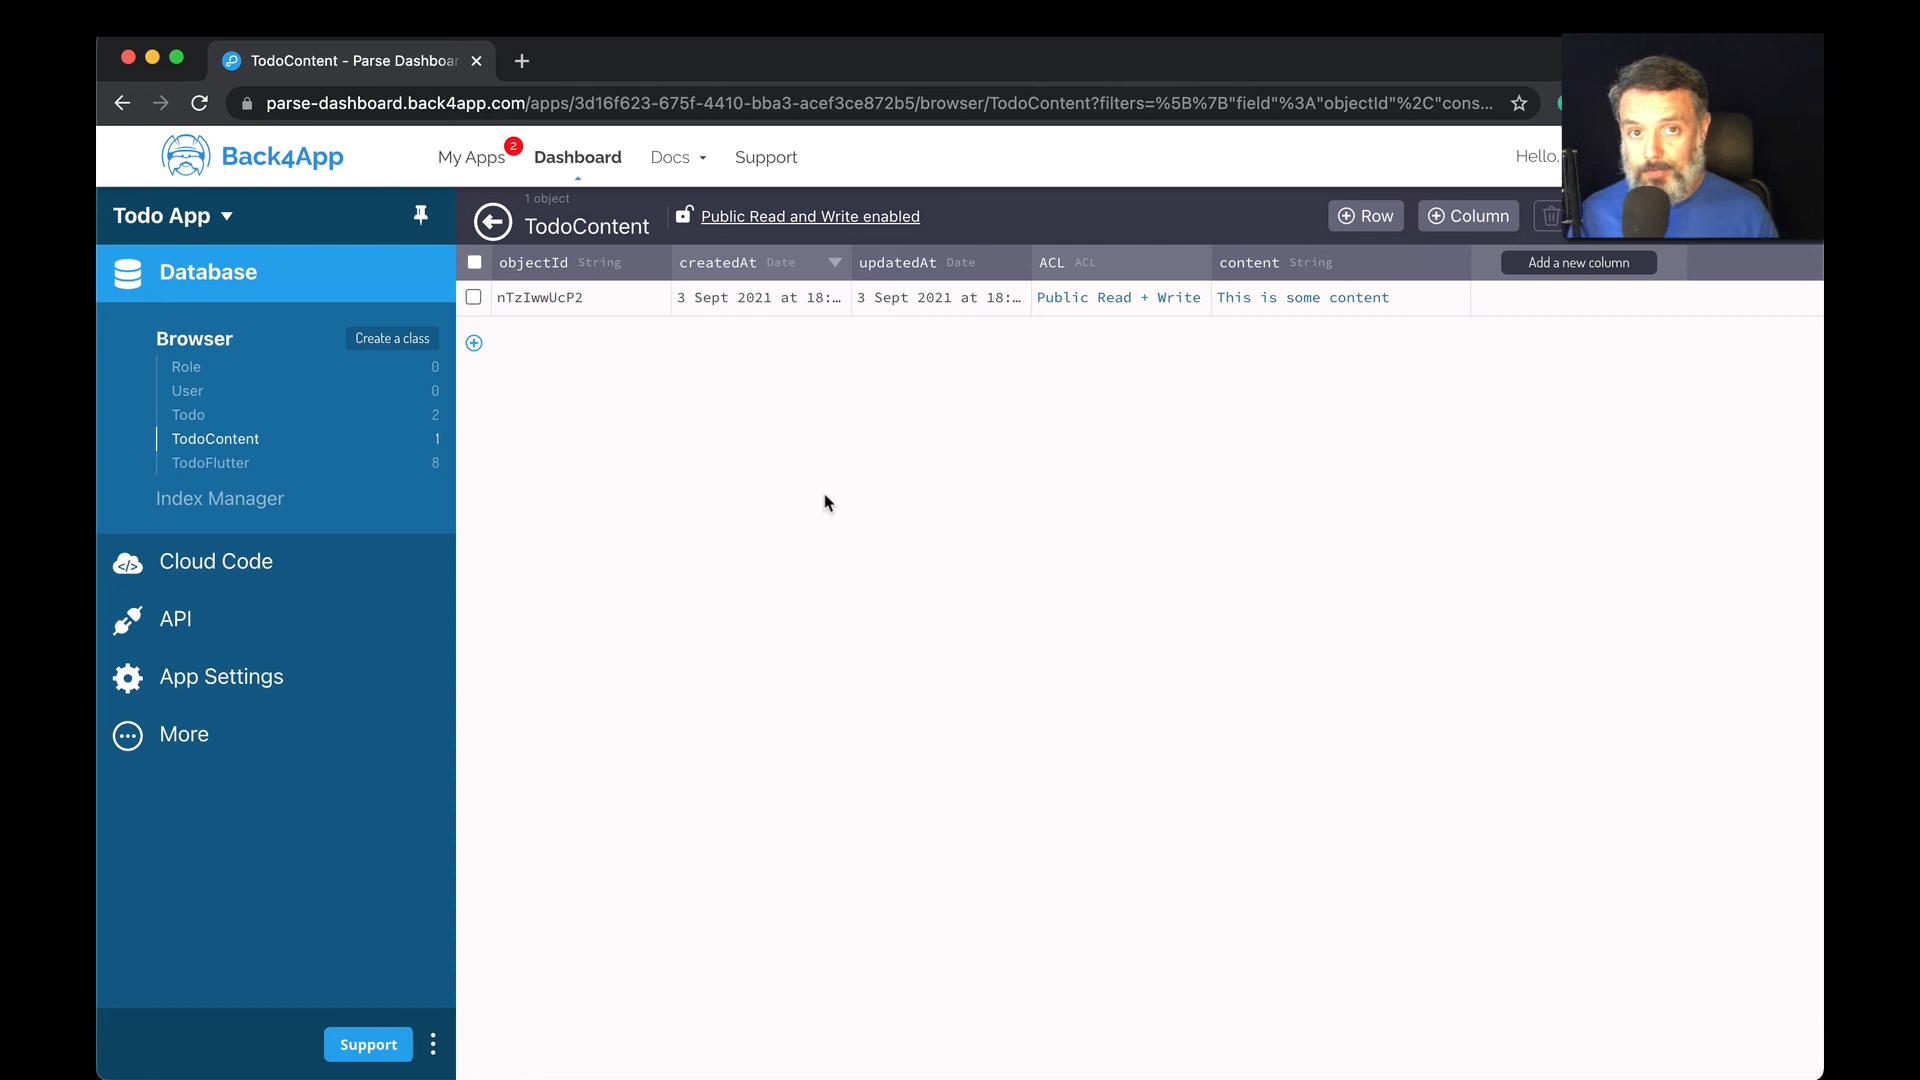 TodoContent - Parse Dashboar
parse-dashboard.back4app.com/apps/3d16f623-675f-4410-bba3-acef3ce872b5/browser/TodoContent?filters=%5B%7B"field"%3A"objectId"%2C"cons...
Back4App
My Apps 2 Dashboard Docs Support
Hello,
Todo App
1 object
TodoContent
Public Read and Write enabled
Row
Column
Database
objectId String createdAt Date updatedAt Date ACL ACL content String Add a new column
nTzIwwUcP2 3 Sept 2021 at 18:… 3 Sept 2021 at 18:… Public Read + Write This is some content
Browser
Create a class
Role 0
User 0
Todo 2
TodoContent 1
TodoFlutter 8
Index Manager
Cloud Code
API
App Settings
More
Support